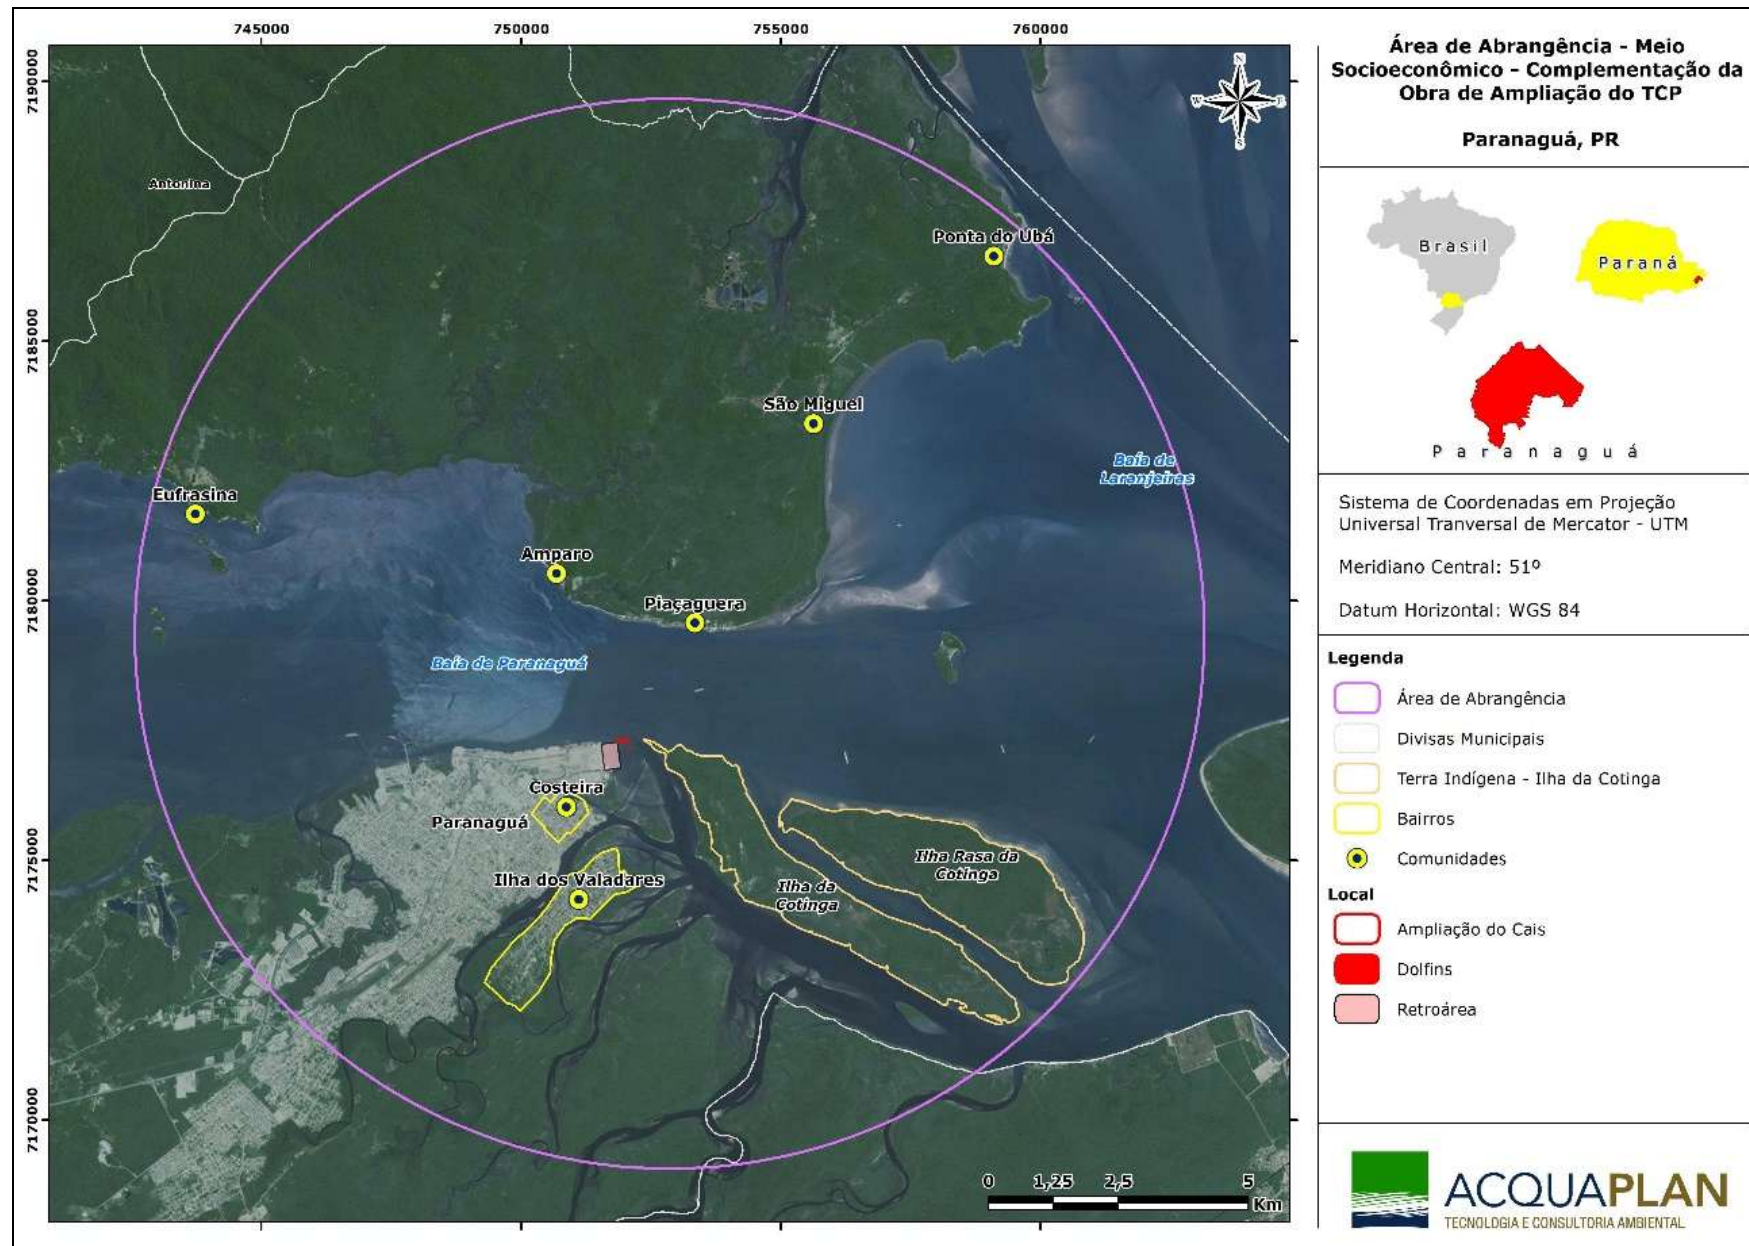 745000
750000
755000
760000
7190000
7185000
7180000
7175000
7170000
N
W
E
S
Antonina
Ponta do Ubá
São Miguel
Baía de
Laranjeiras
Eufrasina
Amparo
Piaçaguera
Baía de Paranaguá
Costeira
Paranaguá
Ilha dos Valadares
Ilha Rasa da
Cotinga
Ilha da
Cotinga
0 1,25 2,5 5
Km
Área de Abrangência - Meio
Socioeconômico - Complementação da
Obra de Ampliação do TCP
Paranaguá, PR
Brasil
Paraná
Paranaguá
Sistema de Coordenadas em Projeção
Universal Tranversal de Mercator - UTM
Meridiano Central: 51º
Datum Horizontal: WGS 84
Legenda
Área de Abrangência
Divisas Municipais
Terra Indígena - Ilha da Cotinga
Bairros
Comunidades
Local
Ampliação do Cais
Dolfins
Retroárea
ACQUAPLAN
TECNOLOGIA E CONSULTORIA AMBIENTAL